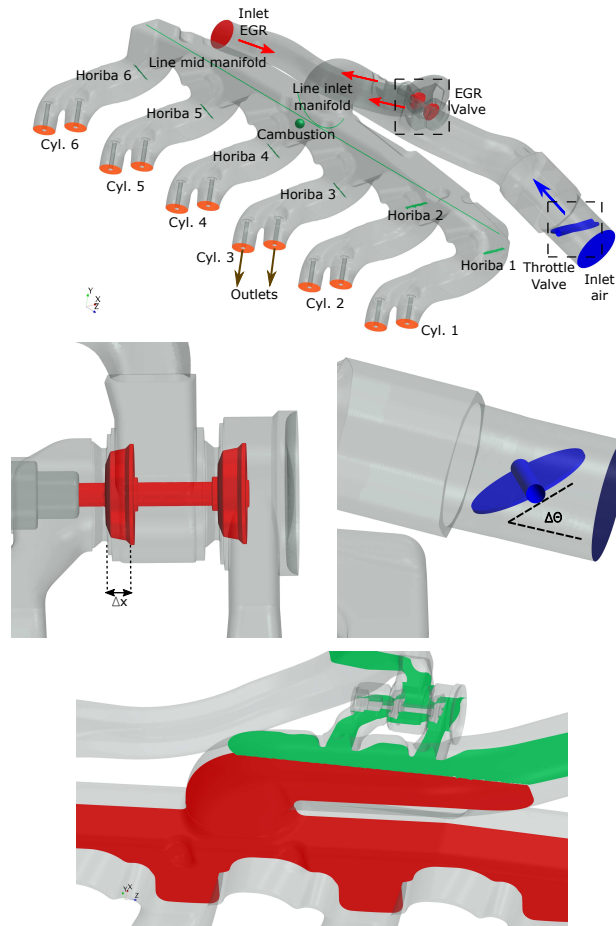 Inlet
EGR
Line mid manifold
Horiba 6
Line inlet
manifold
EGR
Valve
Horiba 5
Cambustion
Cyl. 6
Horiba 4
Cyl. 5
Horiba 3
Horiba 2
Cyl. 4
Horiba 1
Cyl. 3
Throttle
Valve
Inlet
air
Outlets
Cyl. 2
Cyl. 1
Y
X
Z
Δx
ΔΘ
Y
X
Z